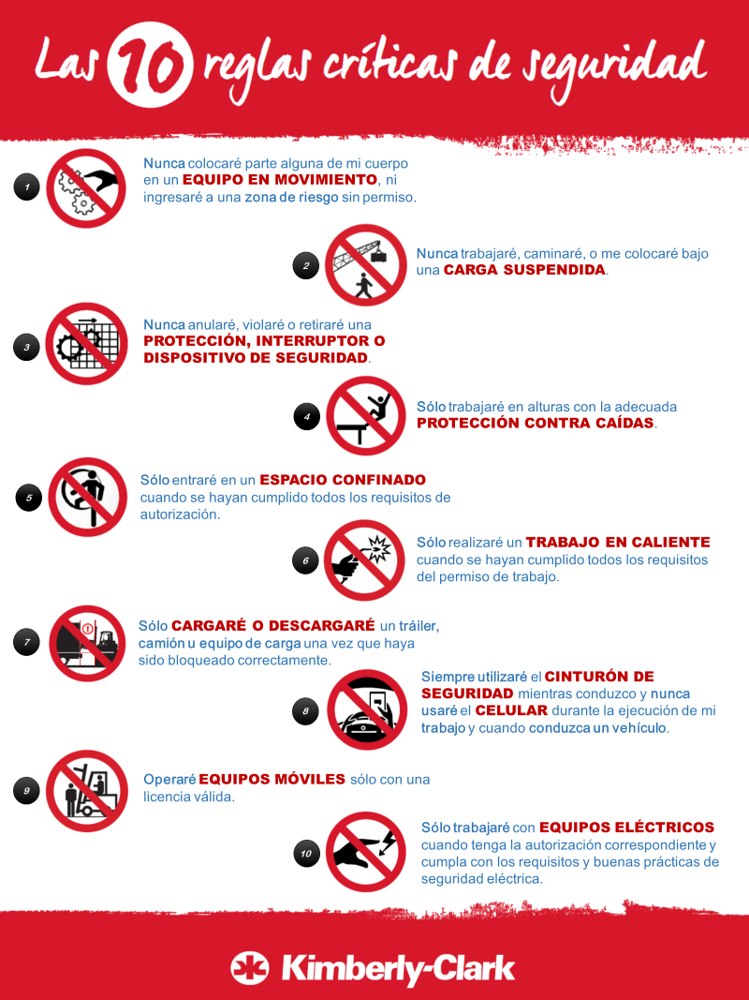 Las 10 reglas críticas de seguridad
1
Nunca colocaré parte alguna de mi cuerpo
en un EQUIPO EN MOVIMIENTO, ni
ingresaré a una zona de riesgo sin permiso.
2
Nunca trabajaré, caminaré, o me colocaré bajo
una CARGA SUSPENDIDA.
3
Nunca anularé, violaré o retiraré una
PROTECCIÓN, INTERRUPTOR O
DISPOSITIVO DE SEGURIDAD.
4
Sólo trabajaré en alturas con la adecuada
PROTECCIÓN CONTRA CAÍDAS.
5
Sólo entraré en un ESPACIO CONFINADO
cuando se hayan cumplido todos los requisitos de
autorización.
6
Sólo realizaré un TRABAJO EN CALIENTE
cuando se hayan cumplido todos los requisitos
del permiso de trabajo.
7
Sólo CARGARÉ O DESCARGARÉ un tráiler,
camión u equipo de carga una vez que haya
sido bloqueado correctamente.
8
Siempre utilizaré el CINTURÓN DE
SEGURIDAD mientras conduzco y nunca
usaré el CELULAR durante la ejecución de mi
trabajo y cuando conduzca un vehículo.
9
Operaré EQUIPOS MÓVILES sólo con una
licencia válida.
10
Sólo trabajaré con EQUIPOS ELÉCTRICOS
cuando tenga la autorización correspondiente y
cumpla con los requisitos y buenas prácticas de
seguridad eléctrica.
Kimberly-Clark